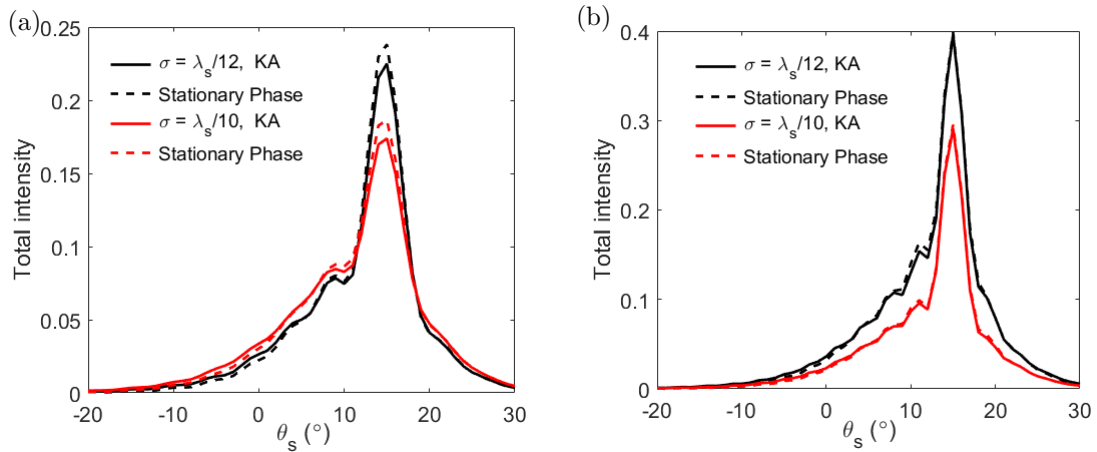 (a)
0.25
0.2
0.15
0.1
0.05
0
Total intensity
σ = λs/12, KA
Stationary Phase
σ = λs/10, KA
Stationary Phase
-20 -10 0 10 20 30
θs (°)
(b)
0.4
0.3
0.2
0.1
0
Total intensity
σ = λs/12, KA
Stationary Phase
σ = λs/10, KA
Stationary Phase
-20 -10 0 10 20 30
θs (°)